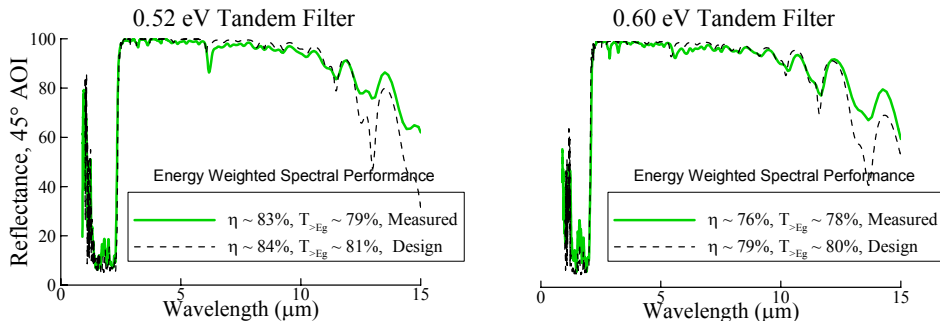 0.52 eV Tandem Filter
Reflectance, 45° AOI
100
80
60
40
20
0
Energy Weighted Spectral Performance
η ~ 83%, T>Eg ~ 79%, Measured
η ~ 84%, T>Eg ~ 81%, Design
0 5 10 15
Wavelength (μm)
0.60 eV Tandem Filter
Energy Weighted Spectral Performance
η ~ 76%, T>Eg ~ 78%, Measured
η ~ 79%, T>Eg ~ 80%, Design
0 5 10 15
Wavelength (μm)